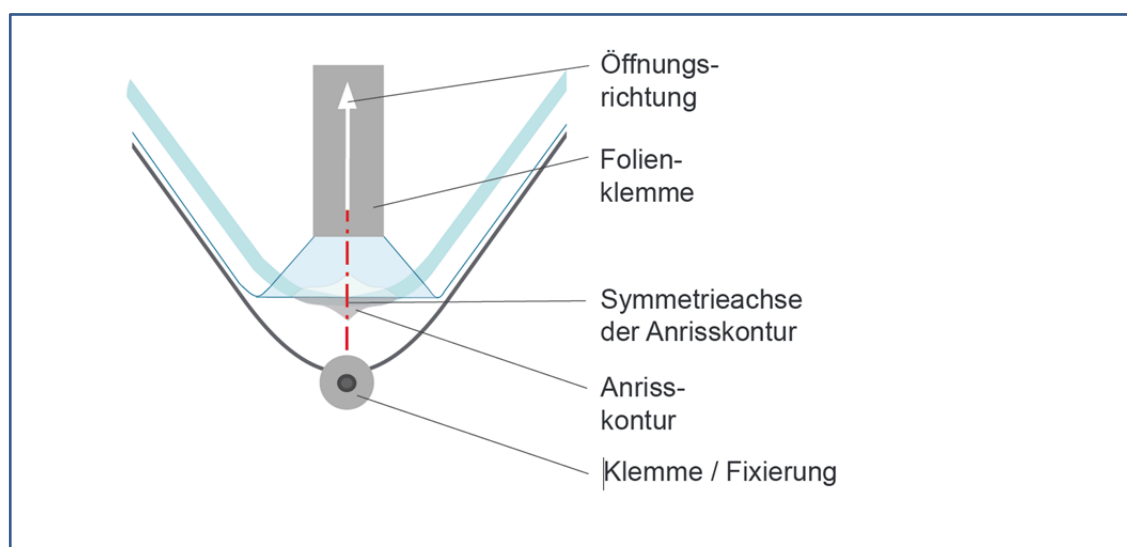 Öffnungs-
richtung
Folien-
klemme
Symmetrieachse
der Anrisskontur
Anriss-
kontur
Klemme / Fixierung